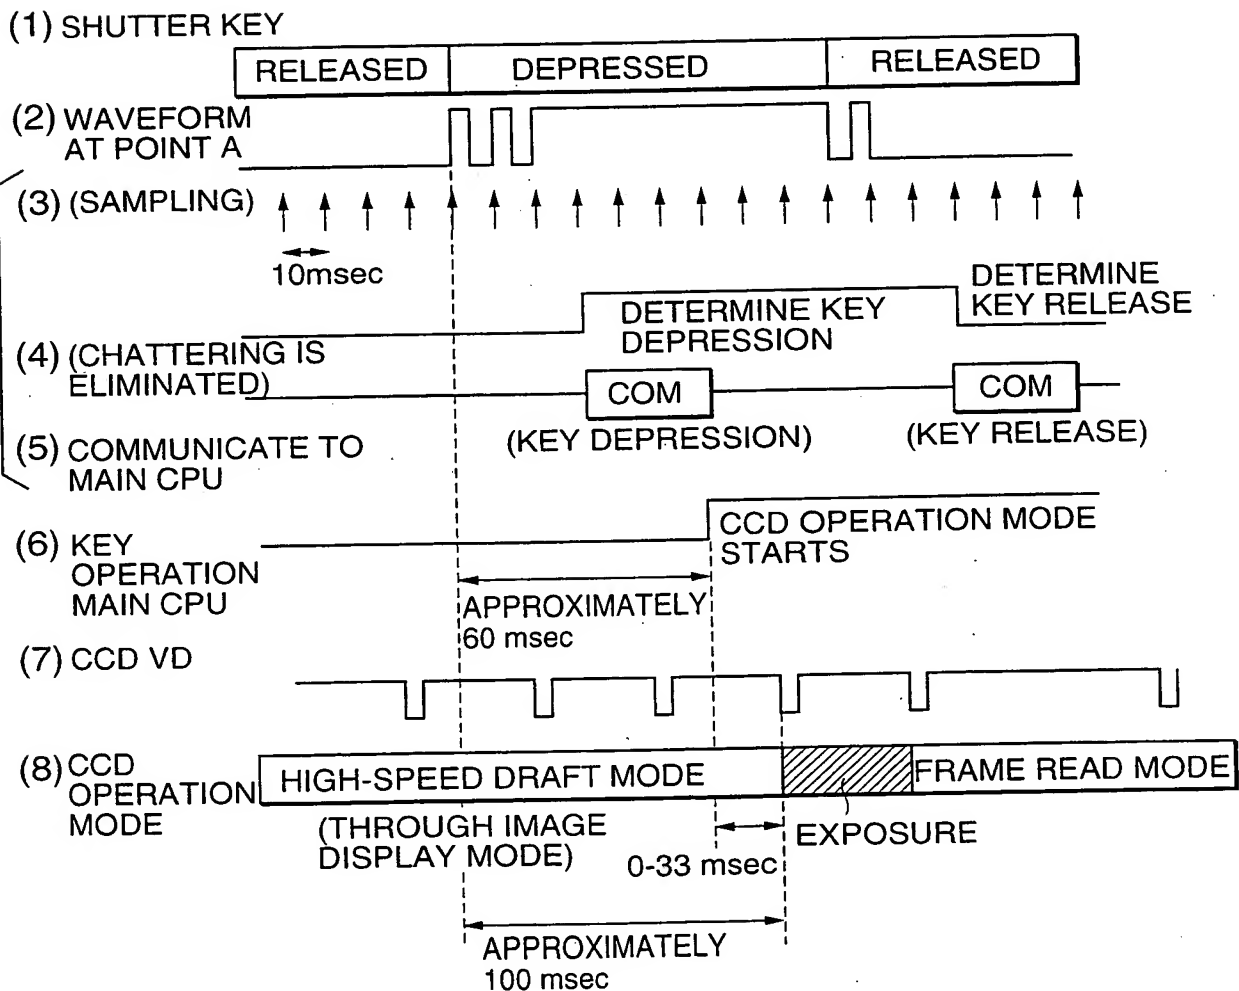 (1) SHUTTER KEY
RELEASED
DEPRESSED
RELEASED
(2) WAVEFORM
AT POINT A
(3) (SAMPLING)
10msec
DETERMINE KEY
DEPRESSION
DETERMINE
KEY RELEASE
(4) (CHATTERING IS
ELIMINATED)
COM
COM
(KEY DEPRESSION)
(KEY RELEASE)
(5) COMMUNICATE TO
MAIN CPU
CCD OPERATION MODE
STARTS
(6) KEY
OPERATION
MAIN CPU
APPROXIMATELY
60 msec
(7) CCD VD
(8) CCD
OPERATION
MODE
HIGH-SPEED DRAFT MODE
FRAME READ MODE
(THROUGH IMAGE
DISPLAY MODE)
EXPOSURE
0-33 msec
APPROXIMATELY
100 msec